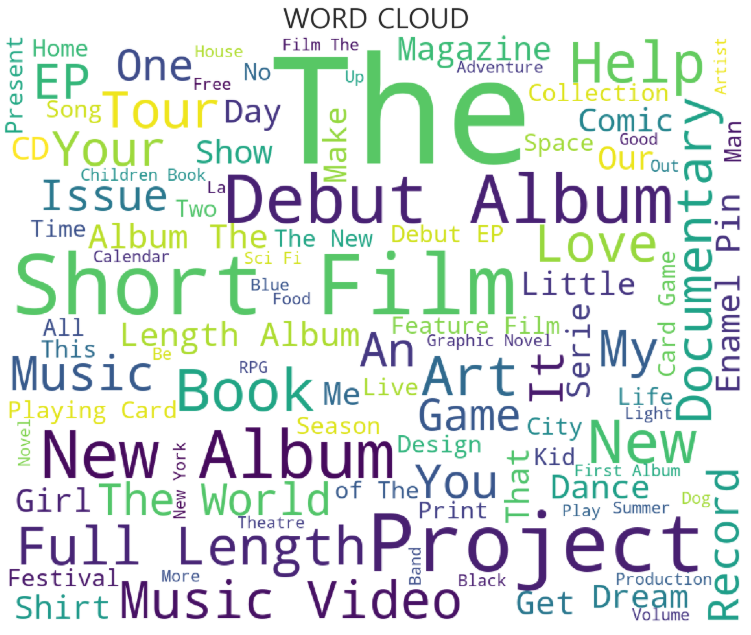 WORD CLOUD
Present
Home
EP
One
House
No
Free
Film The
The
Up
Magazine
Adventure
Help
Artist
Song
Tour
Day
Make
Collection
Comic
Documentary
Man
CD
Your
Show
Space
Good
Our
Out
Children Book
La
Issue
Two
Debut Album
Time
Album The
The New
Debut EP
Love
Enamel Pin
Calendar
Sci Fi
Short Film
Blue
Food
Little
Card Game
All
This
Be
Length Album
An
Feature Film
Graphic Novel
It
Serie
My
Music
RPG
Book
Me
Live
Art
Life
Light
Playing Card
Season
Game
City
Novel
New Album
Design
Kid
New
First Album
New York
Girl
The World
of The
You
That
Dance
Dog
Record
Print
Play
Summer
Theatre
Full Length
Project
Festival
More
Band
Black
Production
Shirt
Music Video
Get
Dream
Volume